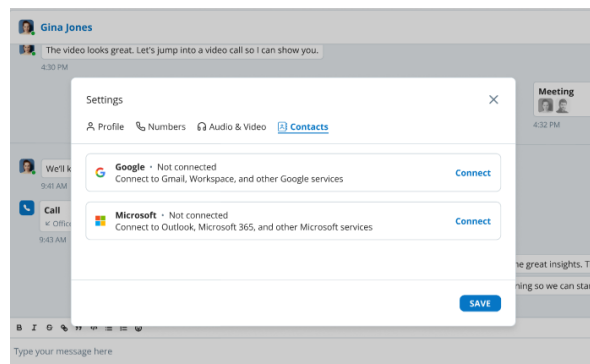 Gina Jones
The video looks great. Let's jump into a video call so I can show you.
4:30 PM
Meeting
4:32 PM
Settings
Profile Numbers Audio & Video Contacts
Google · Not connected
Connect to Gmail, Workspace, and other Google services
Connect
Microsoft · Not connected
Connect to Outlook, Microsoft 365, and other Microsoft services
Connect
SAVE
We'll k
9:41 AM
Call
Offic
9:43 AM
he great insights. T
ning so we can star
B I S
Type your message here